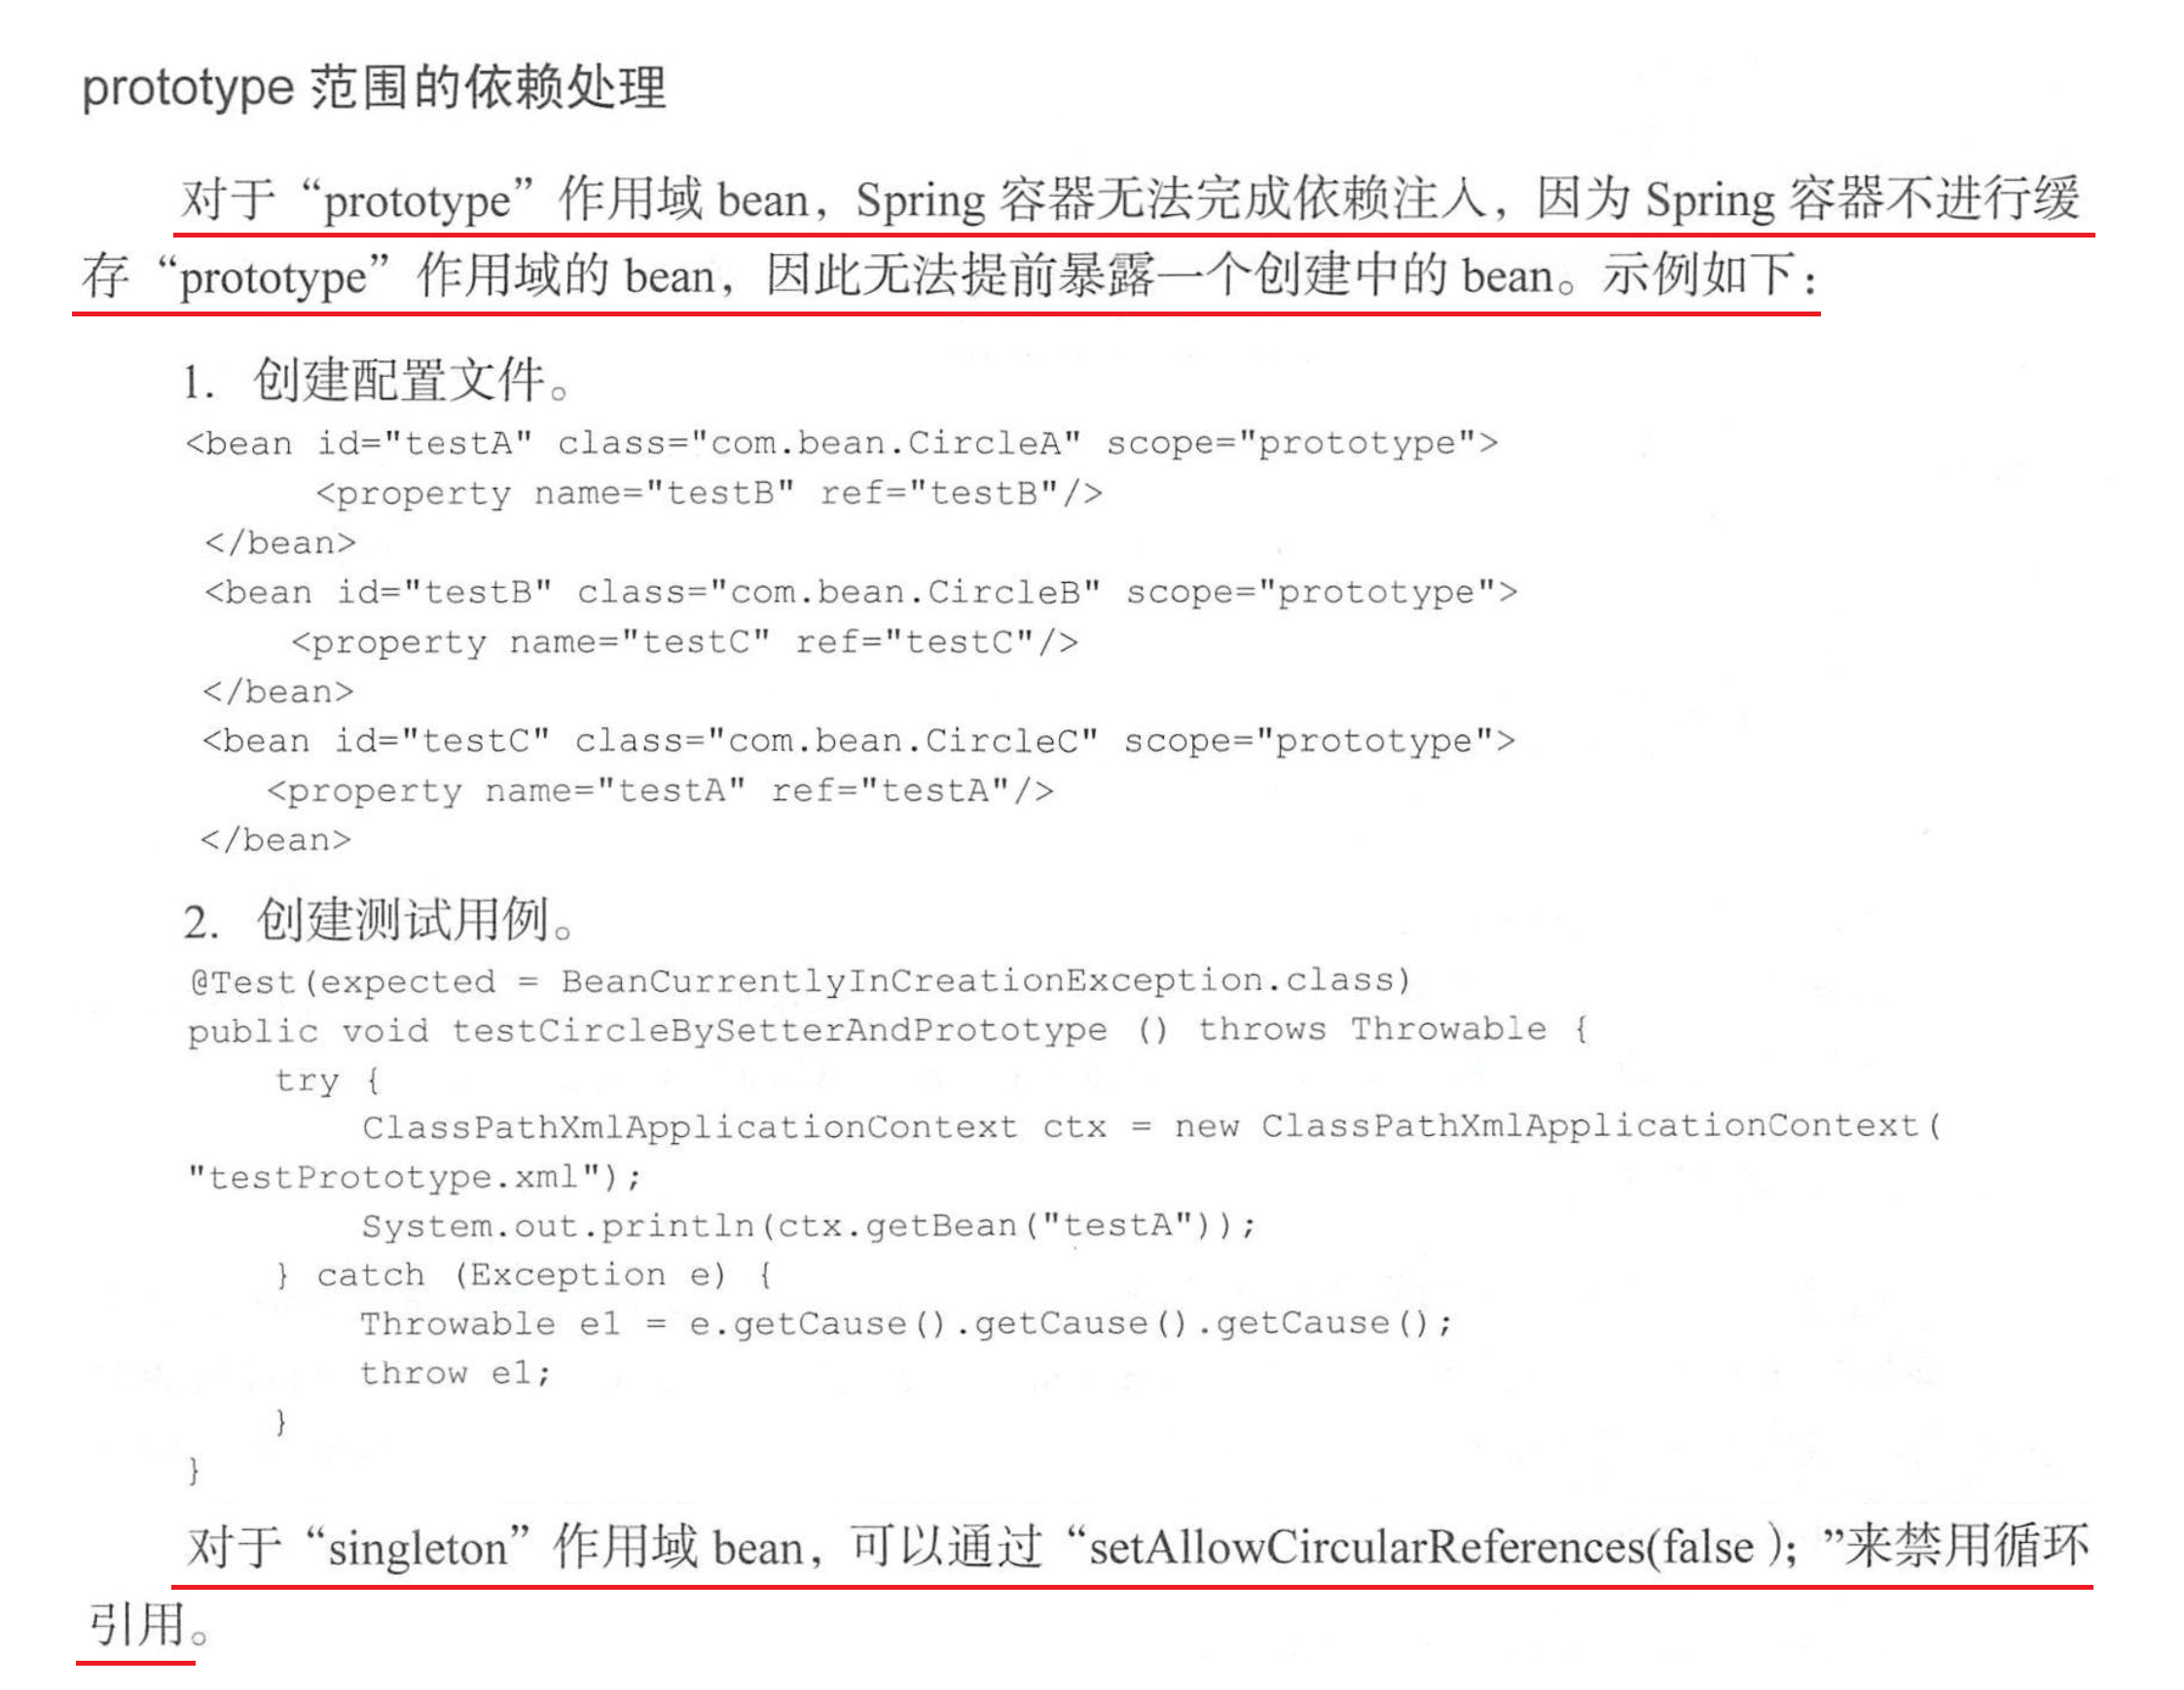 prototype 范围的依赖处理
对于“prototype”作用域 bean，Spring 容器无法完成依赖注入，因为 Spring 容器不进行缓
存“prototype”作用域的 bean，因此无法提前暴露一个创建中的 bean。示例如下：
1. 创建配置文件。
<bean id="testA" class="com.bean.CircleA" scope="prototype">
<property name="testB" ref="testB"/>
</bean>
<bean id="testB" class="com.bean.CircleB" scope="prototype">
<property name="testC" ref="testC"/>
</bean>
<bean id="testC" class="com.bean.CircleC" scope="prototype">
<property name="testA" ref="testA"/>
</bean>
2. 创建测试用例。
@Test(expected = BeanCurrentlyInCreationException.class)
public void testCircleBySetterAndPrototype () throws Throwable {
try {
ClassPathXmlApplicationContext ctx = new ClassPathXmlApplicationContext(
"testPrototype.xml");
System.out.println(ctx.getBean("testA"));
} catch (Exception e) {
Throwable e1 = e.getCause().getCause().getCause();
throw e1;
}
}
对于“singleton”作用域 bean，可以通过“setAllowCircularReferences(false );”来禁用循环
引用。